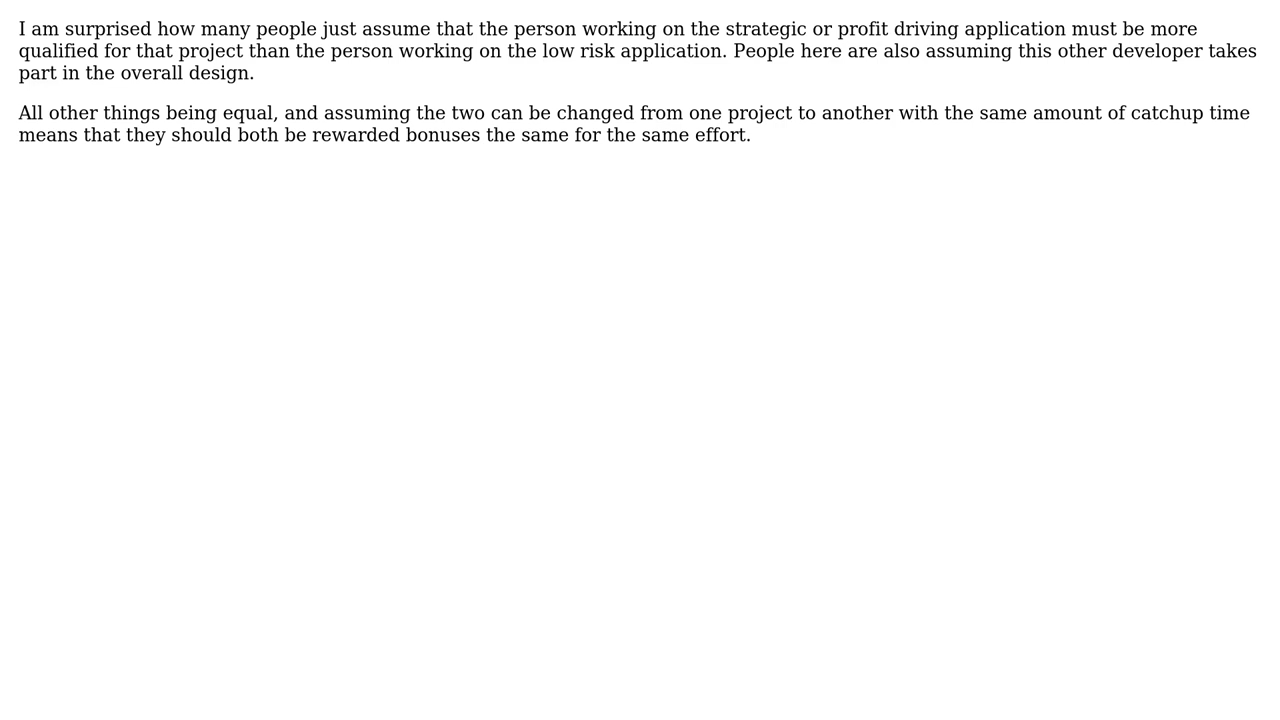 I am surprised how many people just assume that the person working on the strategic or profit driving application must be more
qualified for that project than the person working on the low risk application. People here are also assuming this other developer takes
part in the overall design.
All other things being equal, and assuming the two can be changed from one project to another with the same amount of catchup time
means that they should both be rewarded bonuses the same for the same effort.